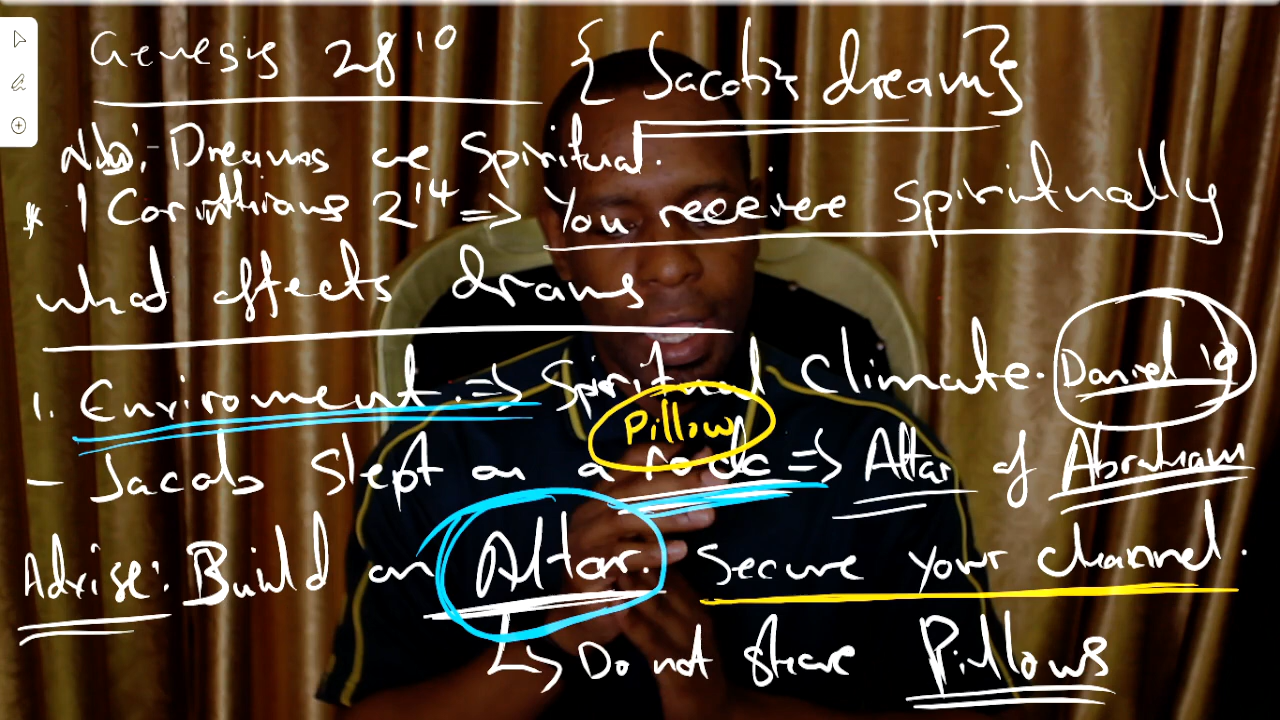 Genesis 28¹⁰ { Jacob's dream}
Nb:- Dreams are Spiritual.
* 1 Corinthians 2¹⁴ => You receive spiritually
what affects dreams
1. Enviroment. => Spiritual Climate. Daniel 10
Pillow
- Jacob Slept on a rock => Altar of Abraham
Advise: Build an Altar. Secure your channel.
↳ Do not share Pillows